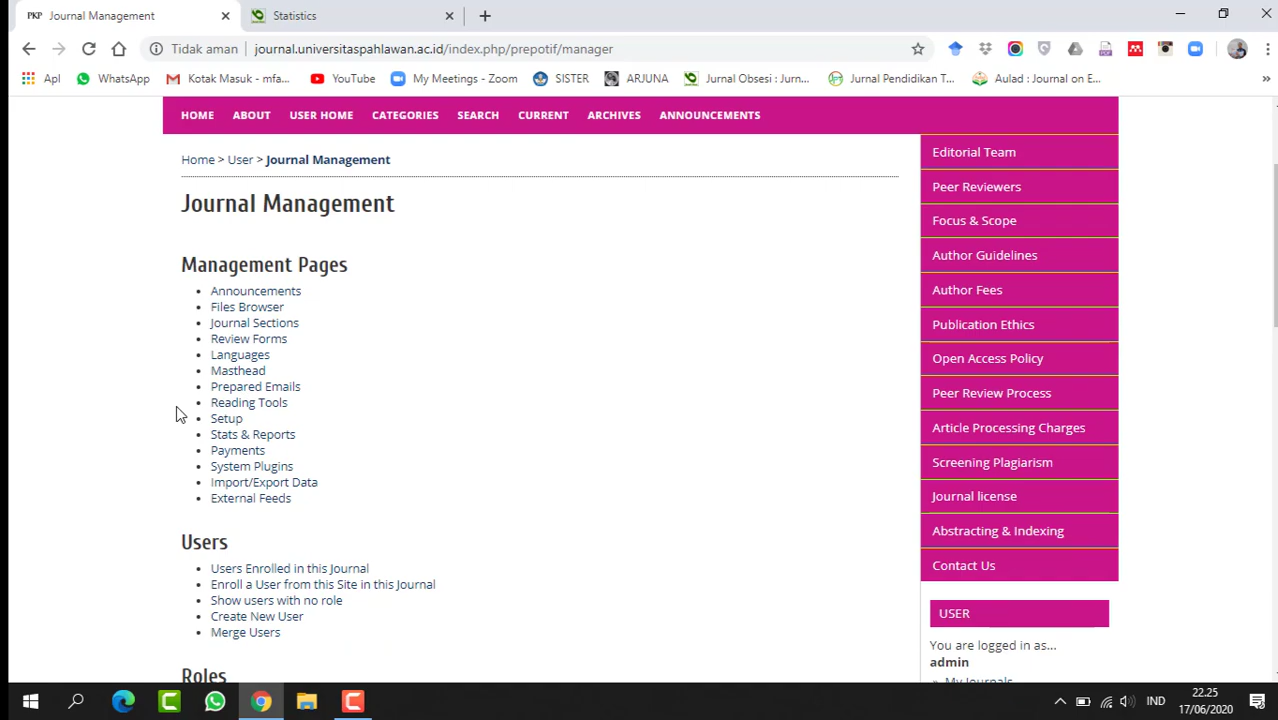 PKP Journal Management
Statistics
Tidak aman journal.universitaspahlawan.ac.id/index.php/prepotif/manager
Apl WhatsApp Kotak Masuk - mfa... YouTube My Meetings - Zoom SISTER ARJUNA Jurnal Obsesi : Jurn... Jurnal Pendidikan T... Aulad : Journal on E...
HOME ABOUT USER HOME CATEGORIES SEARCH CURRENT ARCHIVES ANNOUNCEMENTS
Home > User > Journal Management
Journal Management
Management Pages
Announcements
Files Browser
Journal Sections
Review Forms
Languages
Masthead
Prepared Emails
Reading Tools
Setup
Stats & Reports
Payments
System Plugins
Import/Export Data
External Feeds
Users
Users Enrolled in this Journal
Enroll a User from this Site in this Journal
Show users with no role
Create New User
Merge Users
Roles
Editorial Team
Peer Reviewers
Focus & Scope
Author Guidelines
Author Fees
Publication Ethics
Open Access Policy
Peer Review Process
Article Processing Charges
Screening Plagiarism
Journal license
Abstracting & Indexing
Contact Us
USER
You are logged in as...
admin
» My Journals
IND
22.25
17/06/2020